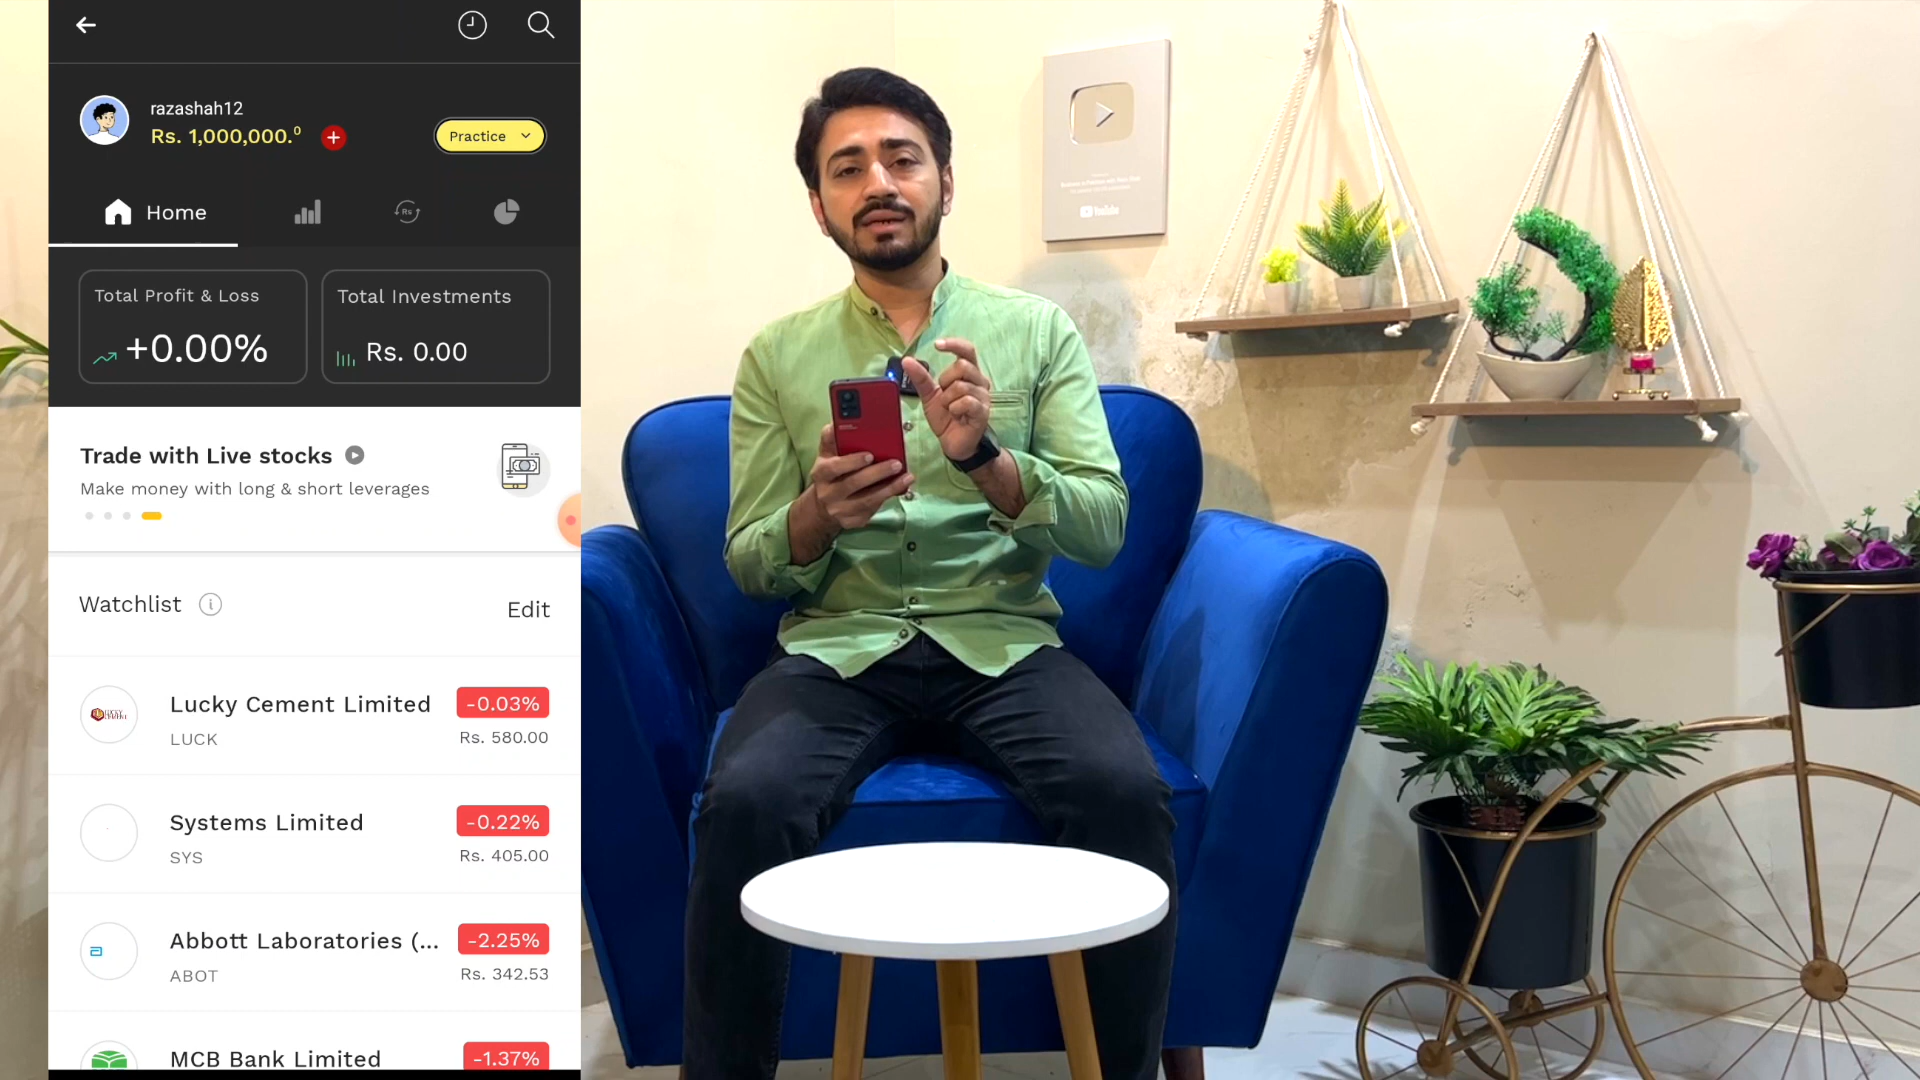 razashah12
Rs. 1,000,000.0
Practice
Home
Rs
Total Profit & Loss
+0.00%
Total Investments
Rs. 0.00
Trade with Live stocks
Make money with long & short leverages
Watchlist
Edit
Lucky Cement Limited
-0.03%
LUCK
Rs. 580.00
Systems Limited
-0.22%
SYS
Rs. 405.00
Abbott Laboratories (...
-2.25%
ABOT
Rs. 342.53
MCB Bank Limited
-1.37%
YouTube